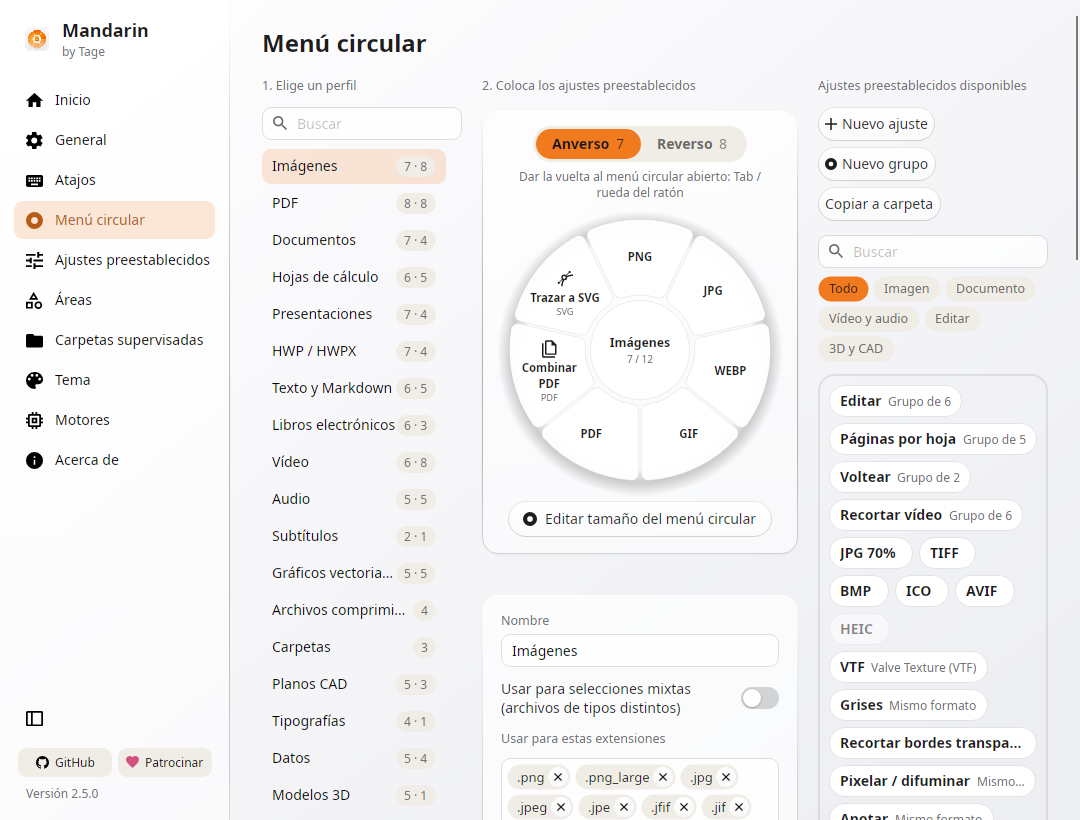 Mandarin
by Tage
Inicio
General
Atajos
Menú circular
Ajustes preestablecidos
Áreas
Carpetas supervisadas
Tema
Motores
Acerca de
GitHub
Patrocinar
Versión 2.5.0
Menú circular
1. Elige un perfil
Buscar
Imágenes 7 · 8
PDF 8 · 8
Documentos 7 · 4
Hojas de cálculo 6 · 5
Presentaciones 7 · 4
HWP / HWPX 7 · 4
Texto y Markdown 6 · 5
Libros electrónicos 6 · 3
Vídeo 6 · 8
Audio 5 · 5
Subtítulos 2 · 1
Gráficos vectoria... 5 · 5
Archivos comprimi... 4
Carpetas 3
Planos CAD 5 · 3
Tipografías 4 · 1
Datos 5 · 4
Modelos 3D 5 · 1
2. Coloca los ajustes preestablecidos
Anverso 7 Reverso 8
Dar la vuelta al menú circular abierto: Tab /
rueda del ratón
PNG
JPG
WEBP
GIF
PDF
Combinar
PDF
PDF
Trazar a SVG
SVG
Imágenes
7 / 12
Editar tamaño del menú circular
Nombre
Imágenes
Usar para selecciones mixtas
(archivos de tipos distintos)
Usar para estas extensiones
.png .png_large .jpg
.jpeg .jpe .jfif .jif
Ajustes preestablecidos disponibles
Nuevo ajuste
Nuevo grupo
Copiar a carpeta
Buscar
Todo Imagen Documento
Vídeo y audio Editar
3D y CAD
Editar Grupo de 6
Páginas por hoja Grupo de 5
Voltear Grupo de 2
Recortar vídeo Grupo de 6
JPG 70% TIFF
BMP ICO AVIF
HEIC
VTF Valve Texture (VTF)
Grises Mismo formato
Recortar bordes transpa...
Pixelar / difuminar Mismo...
Anotar Mismo formato